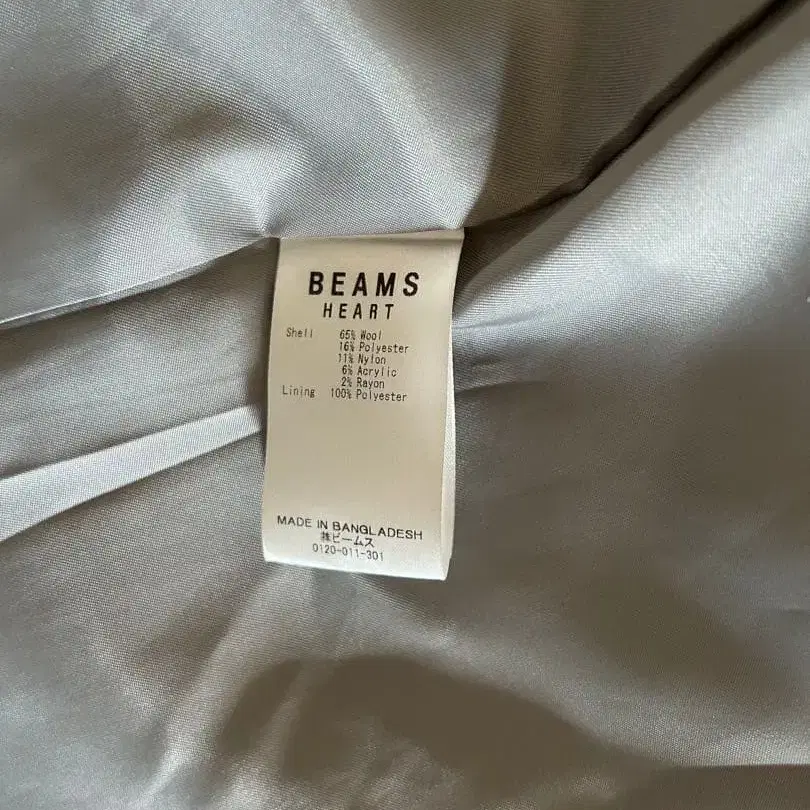 BEAMS
HEART
Shell 65% Wool
16% Polyester
11% Nylon
6% Acrylic
2% Rayon
Lining 100% Polyester
MADE IN BANGLADESH
㈱ビームス
0120-011-301